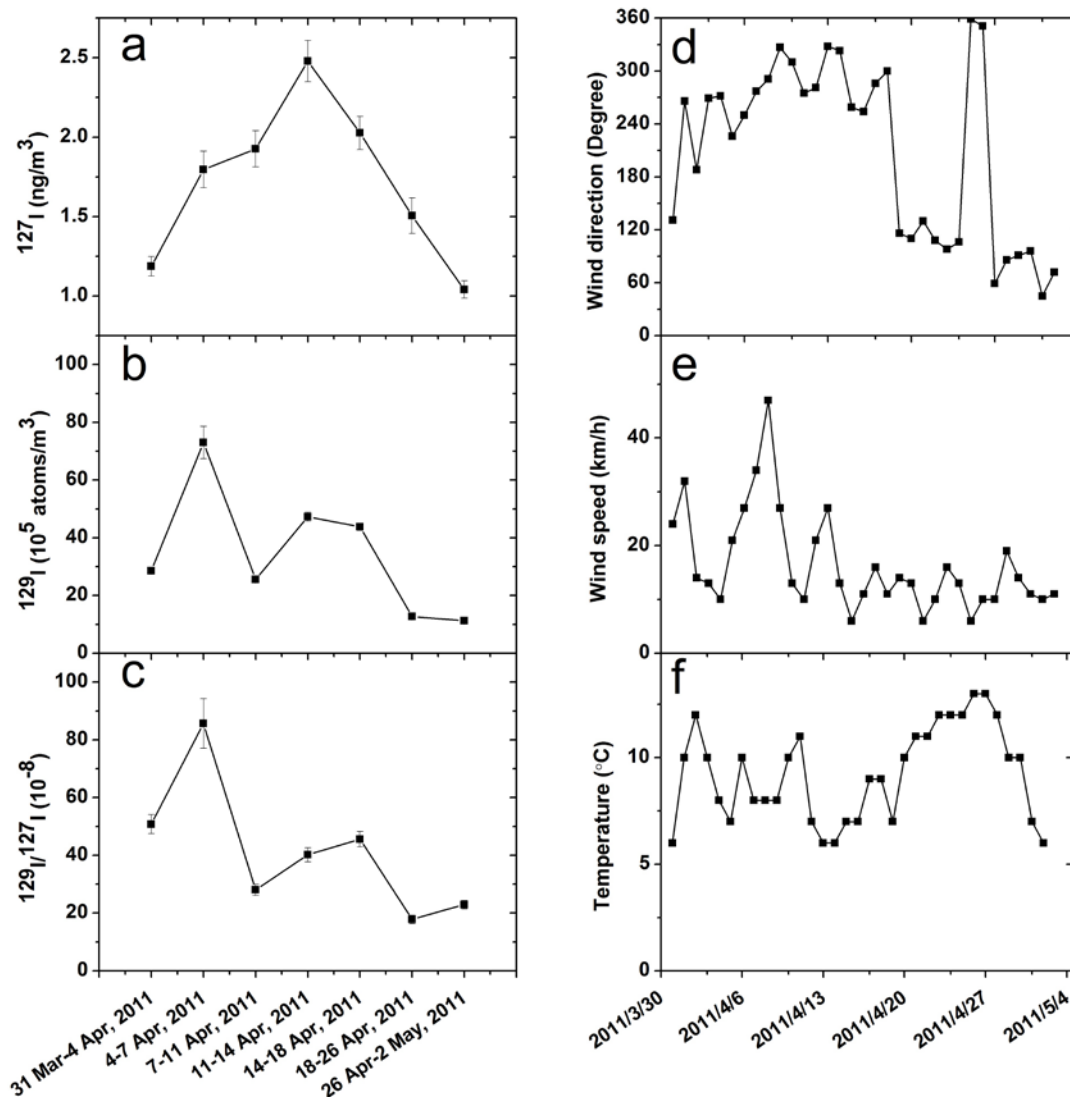 a
127I (ng/m3)
2.5
2.0
1.5
1.0
b
129I (105 atoms/m3)
100
80
60
40
20
0
c
129I/127I (10-8)
100
80
60
40
20
0
31 Mar-4 Apr, 2011
4-7 Apr, 2011
7-11 Apr, 2011
11-14 Apr, 2011
14-18 Apr, 2011
18-26 Apr, 2011
26 Apr-2 May, 2011
d
Wind direction (Degree)
360
300
240
180
120
60
0
e
Wind speed (km/h)
40
20
0
f
Temperature (°C)
10
5
0
2011/3/30
2011/4/6
2011/4/13
2011/4/20
2011/4/27
2011/5/4